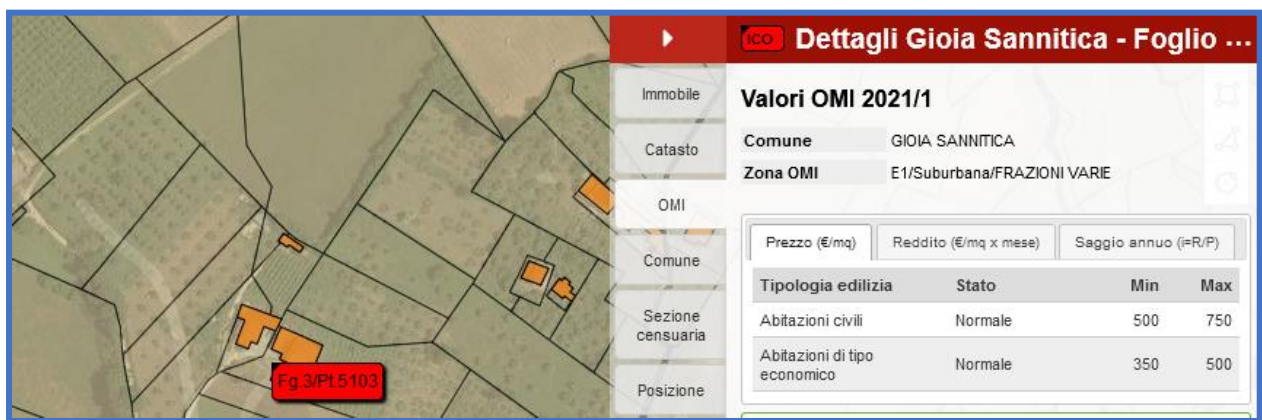 Fg.3/Pt.5103
Immobile
Catasto
OMI
Comune
Sezione
censuaria
Posizione
ICO Dettagli Gioia Sannitica - Foglio ...
Valori OMI 2021/1
Comune GIOIA SANNITICA
Zona OMI E1/Suburbana/FRAZIONI VARIE
Prezzo (€/mq) Reddito (€/mq x mese) Saggio annuo (i=R/P)
Tipologia edilizia Stato Min Max
Abitazioni civili Normale 500 750
Abitazioni di tipo
economico Normale 350 500